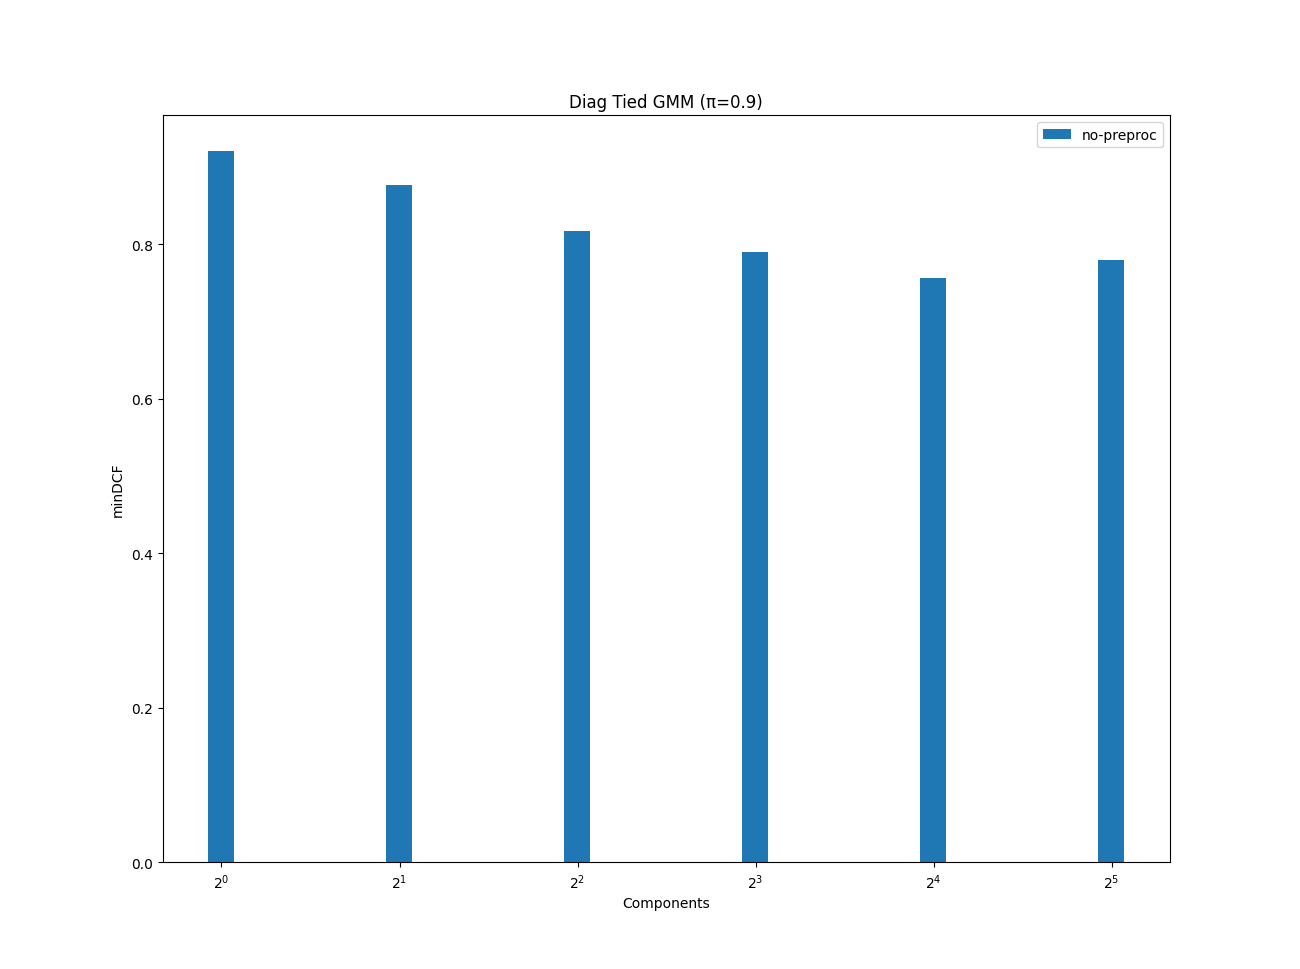 Diag Tied GMM (π=0.9)
no-preproc
minDCF
0.8
0.6
0.4
0.2
0.0
2⁰ 2¹ 2² 2³ 2⁴ 2⁵
Components